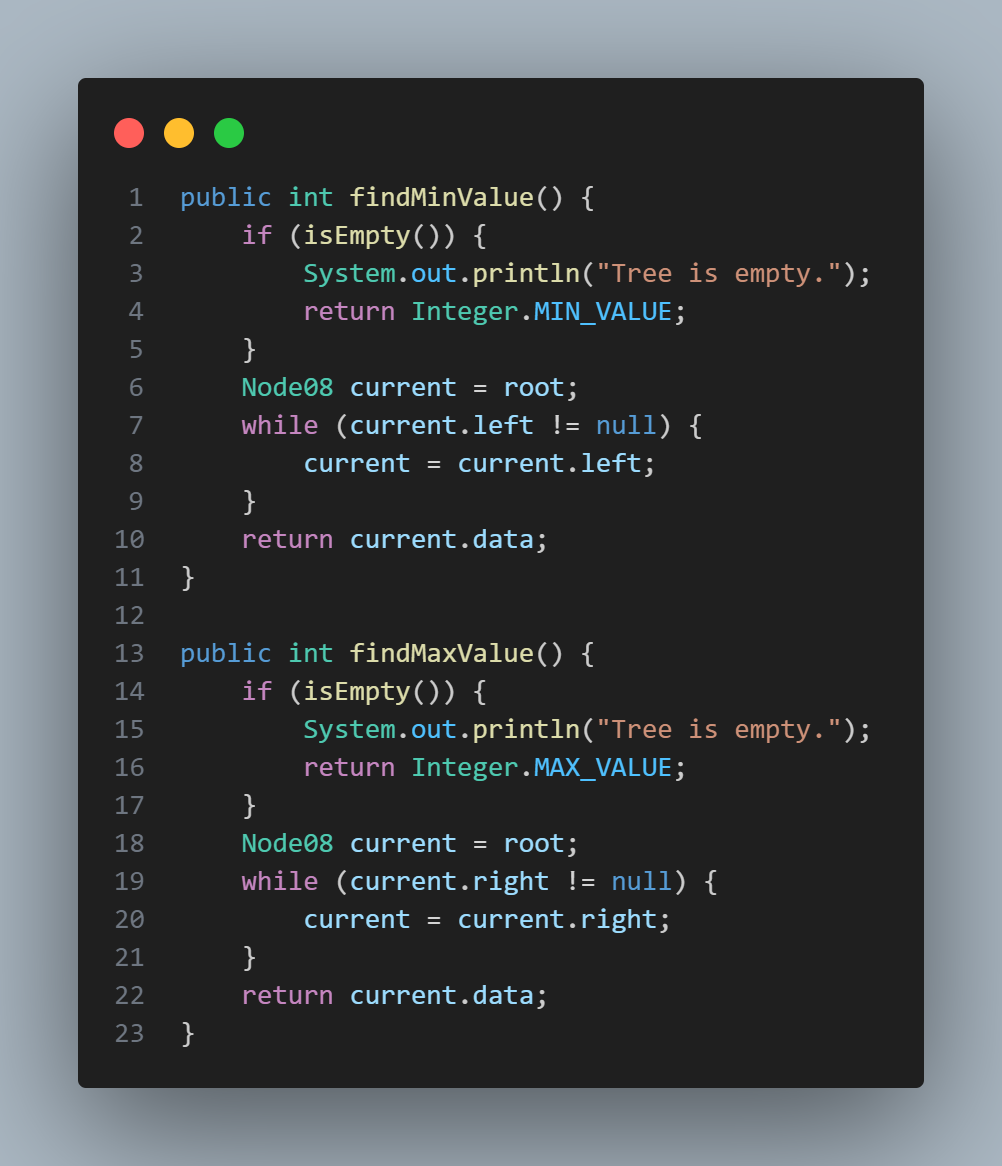 1 public int findMinValue() {
2     if (isEmpty()) {
3         System.out.println("Tree is empty.");
4         return Integer.MIN_VALUE;
5     }
6     Node08 current = root;
7     while (current.left != null) {
8         current = current.left;
9     }
10     return current.data;
11 }
12
13 public int findMaxValue() {
14     if (isEmpty()) {
15         System.out.println("Tree is empty.");
16         return Integer.MAX_VALUE;
17     }
18     Node08 current = root;
19     while (current.right != null) {
20         current = current.right;
21     }
22     return current.data;
23 }